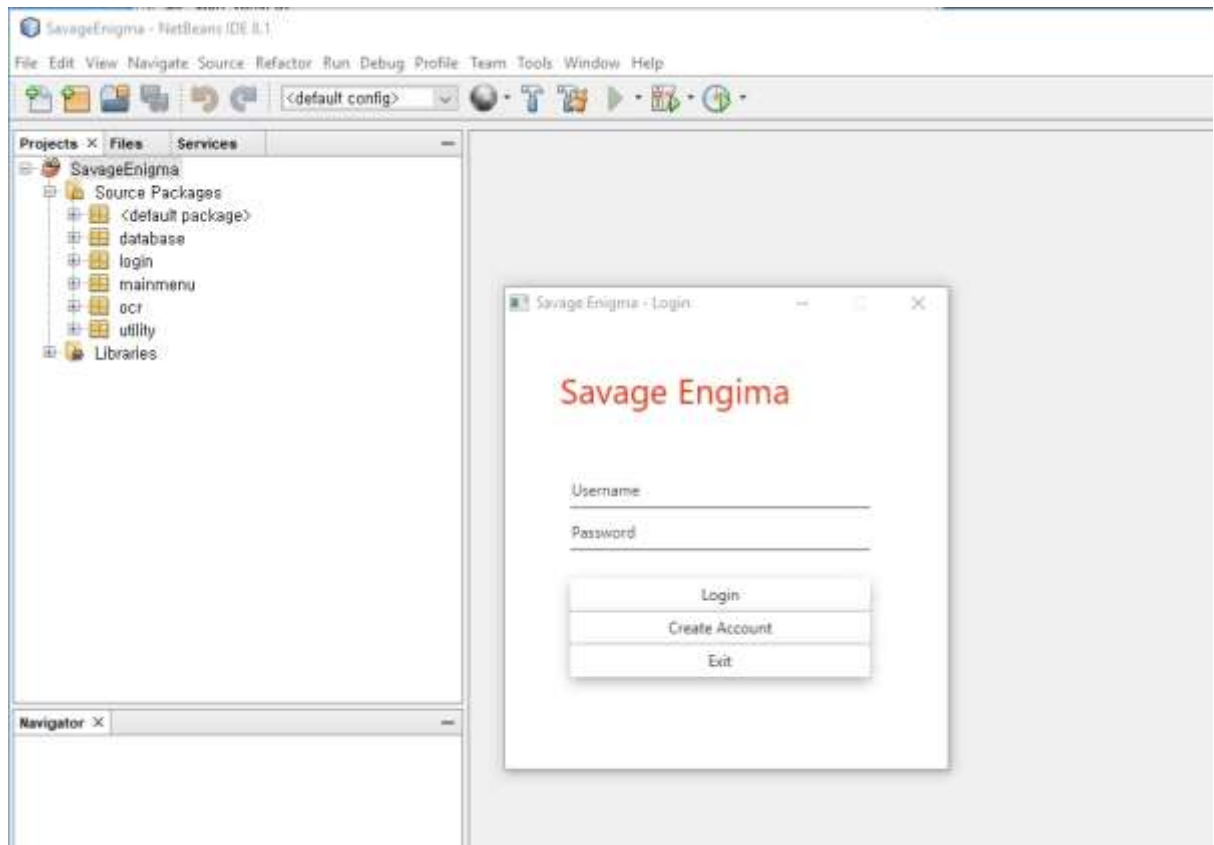 SavageEnigma - NetBeans IDE 8.1
File Edit View Navigate Source Refactor Run Debug Profile Team Tools Window Help
<default config>
Projects Files Services
SavageEnigma
Source Packages
<default package>
database
login
mainmenu
ocr
utility
Libraries
Navigator
Savage Enigma - Login
Savage Engima
Username
Password
Login
Create Account
Exit